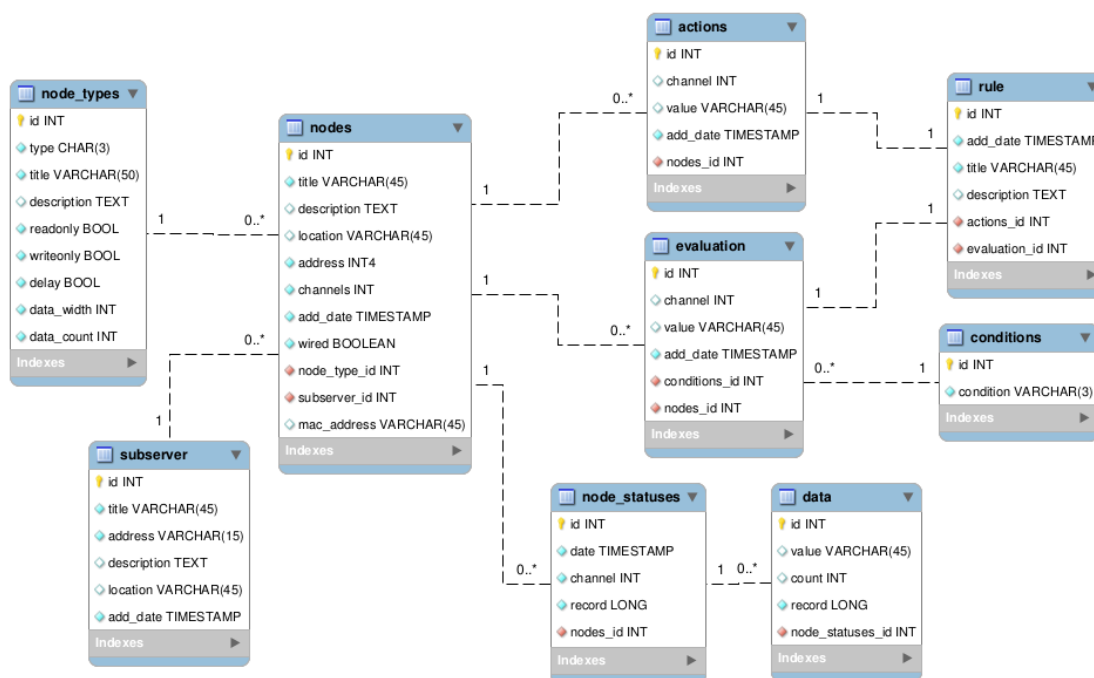 node_types
id INT
type CHAR(3)
title VARCHAR(50)
description TEXT
readonly BOOL
writeonly BOOL
delay BOOL
data_width INT
data_count INT
Indexes
1
0..*
nodes
id INT
title VARCHAR(45)
description TEXT
location VARCHAR(45)
address INT4
channels INT
add_date TIMESTAMP
wired BOOLEAN
node_type_id INT
subserver_id INT
mac_address VARCHAR(45)
Indexes
0..*
1
subserver
id INT
title VARCHAR(45)
address VARCHAR(15)
description TEXT
location VARCHAR(45)
add_date TIMESTAMP
Indexes
1
0..*
actions
id INT
channel INT
value VARCHAR(45)
add_date TIMESTAMP
nodes_id INT
Indexes
1
1
rule
id INT
add_date TIMESTAMP
title VARCHAR(45)
description TEXT
actions_id INT
evaluation_id INT
Indexes
1
0..*
evaluation
id INT
channel INT
value VARCHAR(45)
add_date TIMESTAMP
conditions_id INT
nodes_id INT
Indexes
1
1
0..*
1
conditions
id INT
condition VARCHAR(3)
Indexes
1
0..*
node_statuses
id INT
date TIMESTAMP
channel INT
record LONG
nodes_id INT
Indexes
1
0..*
data
id INT
value VARCHAR(45)
count INT
record LONG
node_statuses_id INT
Indexes